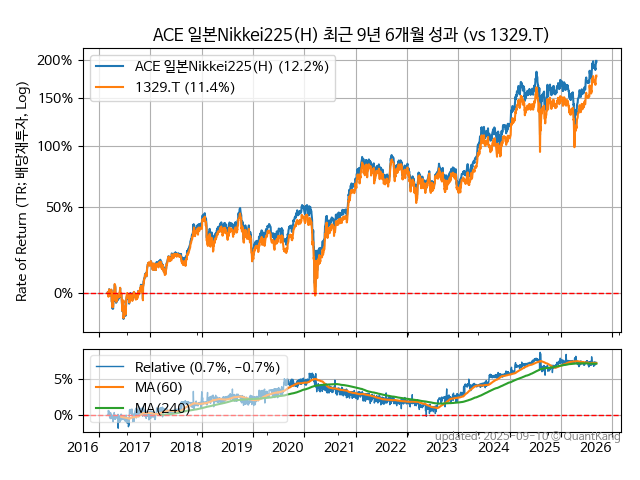 ACE 일본Nikkei225(H) 최근 9년 6개월 성과 (vs 1329.T)
200%
150%
100%
50%
0%
Rate of Return (TR: 배당재투자, Log)
ACE 일본Nikkei225(H) (12.2%)
1329.T (11.4%)
5%
0%
Relative (0.7%, −0.7%)
MA(60)
MA(240)
updated: 2025-09-10 © QuantKang
2016 2017 2018 2019 2020 2021 2022 2023 2024 2025 2026